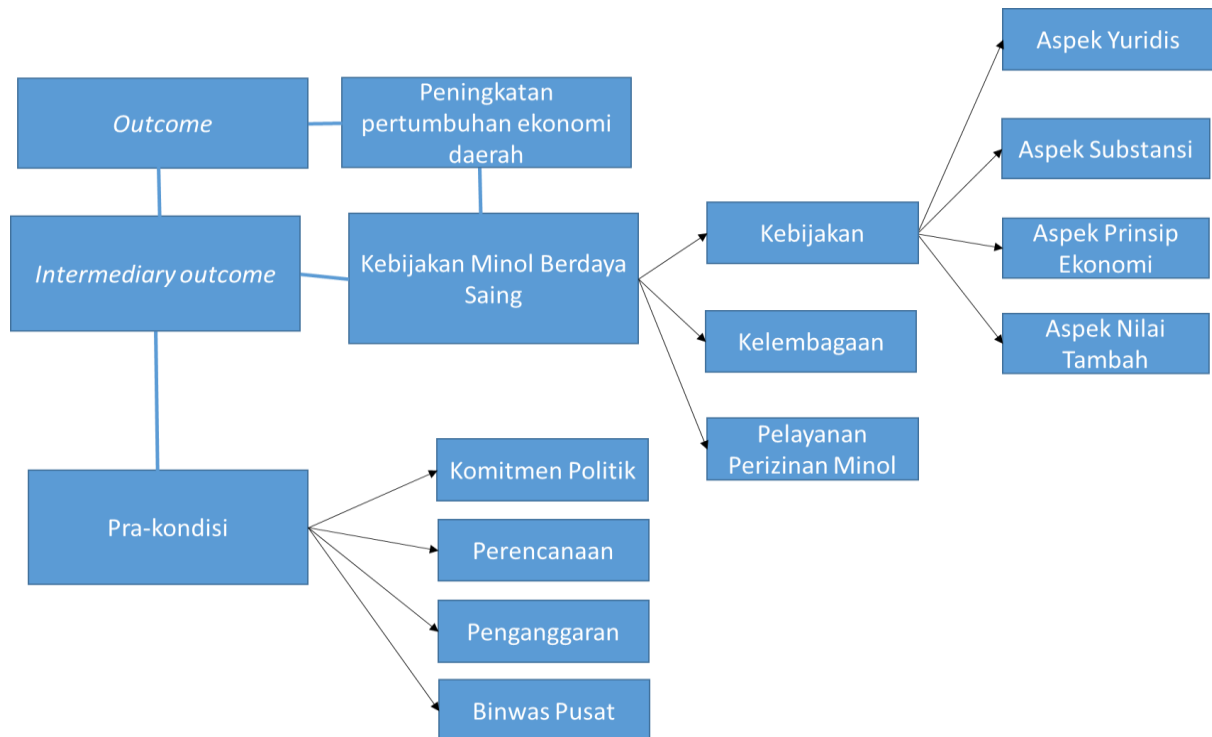 Outcome
Peningkatan
pertumbuhan ekonomi
daerah
Intermediary outcome
Kebijakan Minol Berdaya
Saing
Kebijakan
Kelembagaan
Pelayanan
Perizinan Minol
Aspek Yuridis
Aspek Substansi
Aspek Prinsip
Ekonomi
Aspek Nilai
Tambah
Pra-kondisi
Komitmen Politik
Perencanaan
Penganggaran
Binwas Pusat